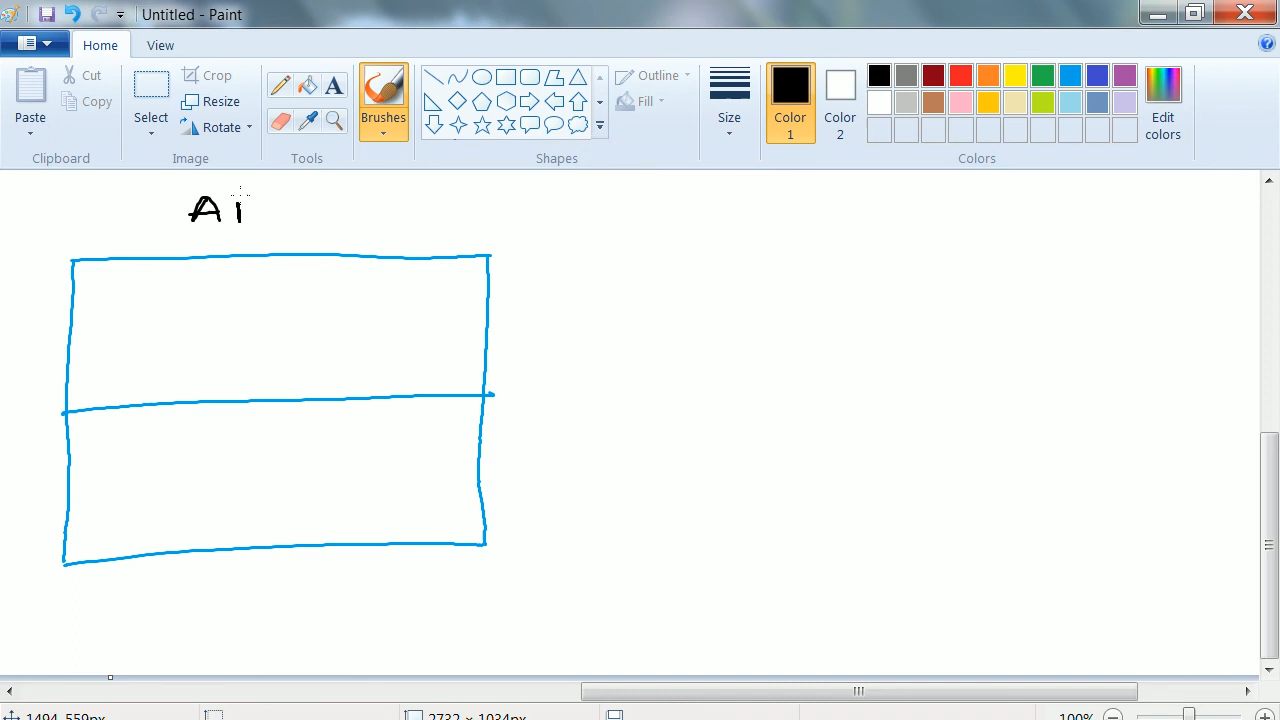 Untitled - Paint
Home View
Paste
Cut
Copy
Clipboard
Select
Crop
Resize
Rotate
Image
A
Tools
Brushes
Shapes
Outline
Fill
Size
Color 1
Color 2
Edit colors
Colors
A i
1494, 559px
2732 × 1034px
100%